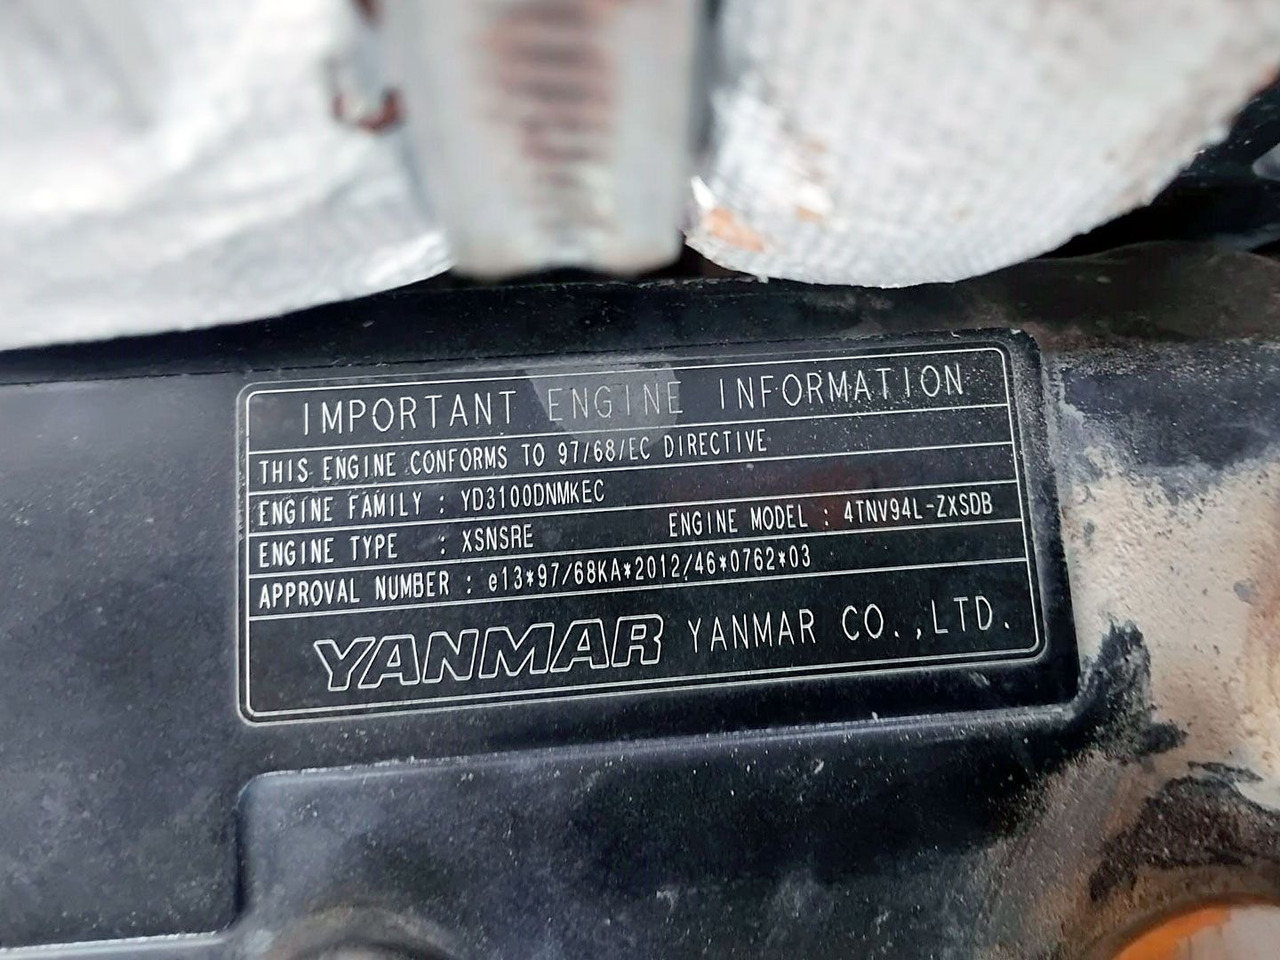 IMPORTANT ENGINE INFORMATION
THIS ENGINE CONFORMS TO 97/68/EC DIRECTIVE
ENGINE FAMILY : YD3100DNMKEC
ENGINE TYPE : XSNSRE ENGINE MODEL : 4TNV94L-ZXSDB
APPROVAL NUMBER : e13*97/68KA*2012/46*0762*03
YANMAR YANMAR CO.,LTD.